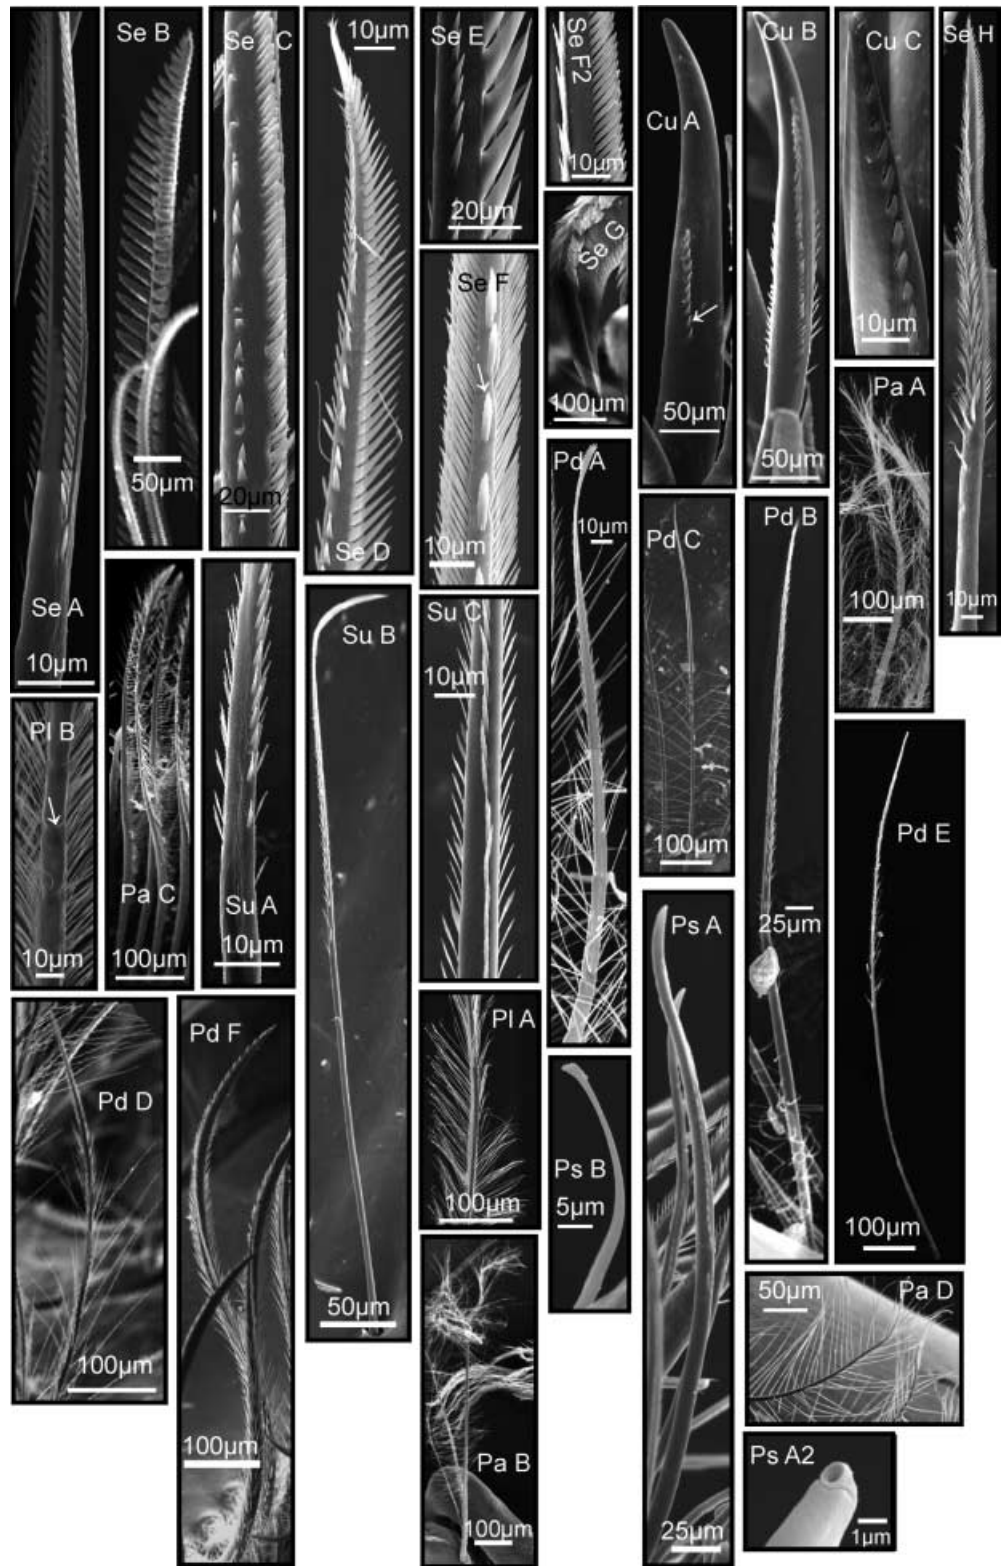 Se B
Se C
10µm
Se E
Se F2
Cu A
Cu B
Cu C
Se H
20µm
10µm
Se G
50µm
20µm
Se D
Se F
10µm
100µm
50µm
50µm
10µm
Pa A
100µm
10µm
Se A
10µm
Su B
Su C
10µm
Pd A
10µm
Pd C
Pd B
Pl B
10µm
Pa C
100µm
Su A
10µm
100µm
25µm
Pd E
100µm
Ps A
Pd D
100µm
Pd F
100µm
50µm
Pl A
100µm
Ps B
5µm
Pa B
100µm
25µm
50µm
Pa D
Ps A2
1µm